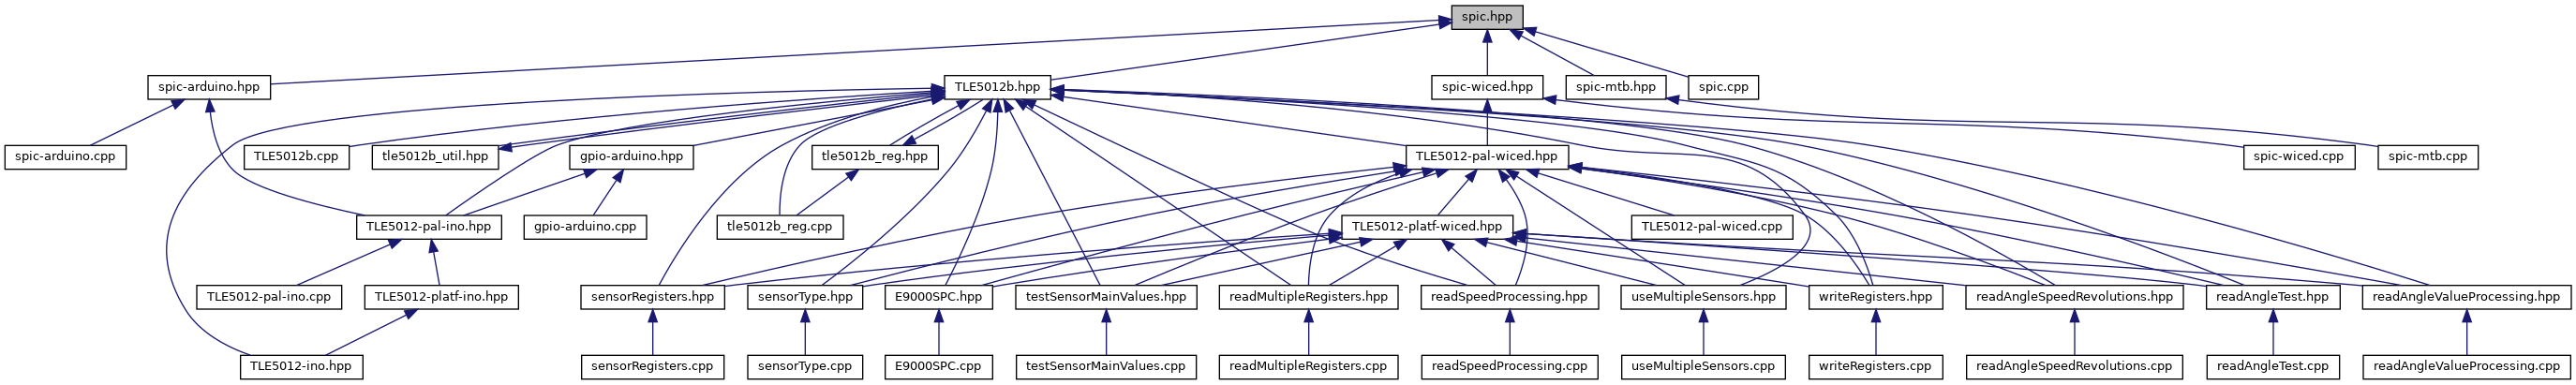 spic.hpp
spic-arduino.hpp
TLE5012b.hpp
spic-wiced.hpp
spic-mtb.hpp
spic.cpp
spic-arduino.cpp
TLE5012b.cpp
tle5012b_util.hpp
gpio-arduino.hpp
tle5012b_reg.hpp
TLE5012-pal-wiced.hpp
spic-wiced.cpp
spic-mtb.cpp
TLE5012-pal-ino.hpp
gpio-arduino.cpp
tle5012b_reg.cpp
TLE5012-platf-wiced.hpp
TLE5012-pal-wiced.cpp
TLE5012-pal-ino.cpp
TLE5012-platf-ino.hpp
sensorRegisters.hpp
sensorType.hpp
E9000SPC.hpp
testSensorMainValues.hpp
readMultipleRegisters.hpp
readSpeedProcessing.hpp
useMultipleSensors.hpp
writeRegisters.hpp
readAngleSpeedRevolutions.hpp
readAngleTest.hpp
readAngleValueProcessing.hpp
TLE5012-ino.hpp
sensorRegisters.cpp
sensorType.cpp
E9000SPC.cpp
testSensorMainValues.cpp
readMultipleRegisters.cpp
readSpeedProcessing.cpp
useMultipleSensors.cpp
writeRegisters.cpp
readAngleSpeedRevolutions.cpp
readAngleTest.cpp
readAngleValueProcessing.cpp